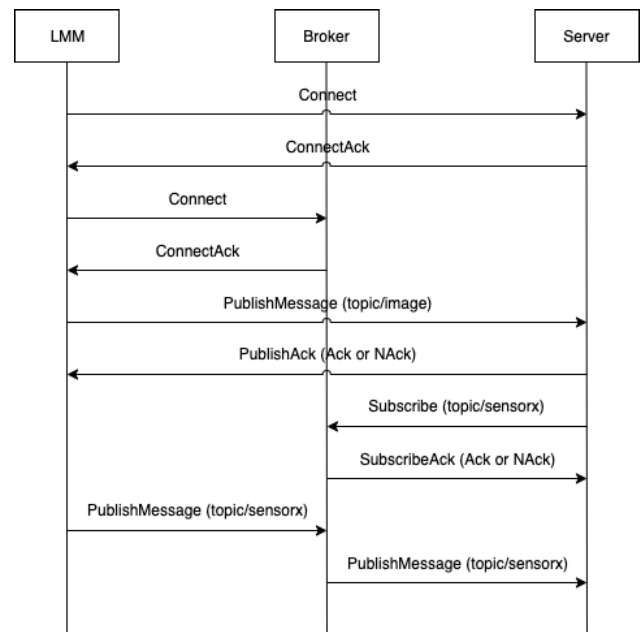 LMM
Broker
Server
Connect
ConnectAck
Connect
ConnectAck
PublishMessage (topic/image)
PublishAck (Ack or NAck)
Subscribe (topic/sensorx)
SubscribeAck (Ack or NAck)
PublishMessage (topic/sensorx)
PublishMessage (topic/sensorx)